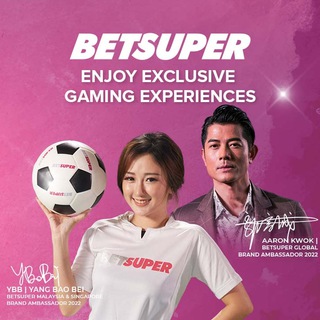 BETSUPER
ENJOY EXCLUSIVE
GAMING EXPERIENCES
SUPER
SUPER
AARON KWOK |
BETSUPER GLOBAL
BRAND AMBASSADOR 2022
YBB | YANG BAO BEI
BETSUPER MALAYSIA & SINGAPORE
BRAND AMBASSADOR 2022